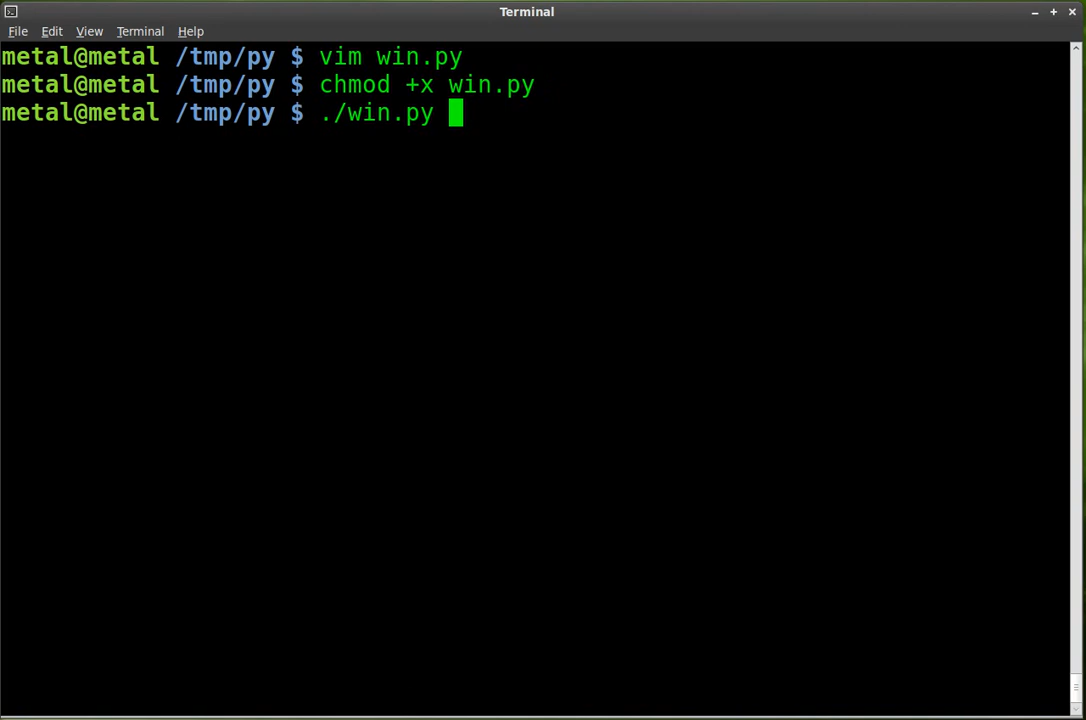 Terminal
File Edit View Terminal Help
metal@metal /tmp/py $ vim win.py
metal@metal /tmp/py $ chmod +x win.py
metal@metal /tmp/py $ ./win.py